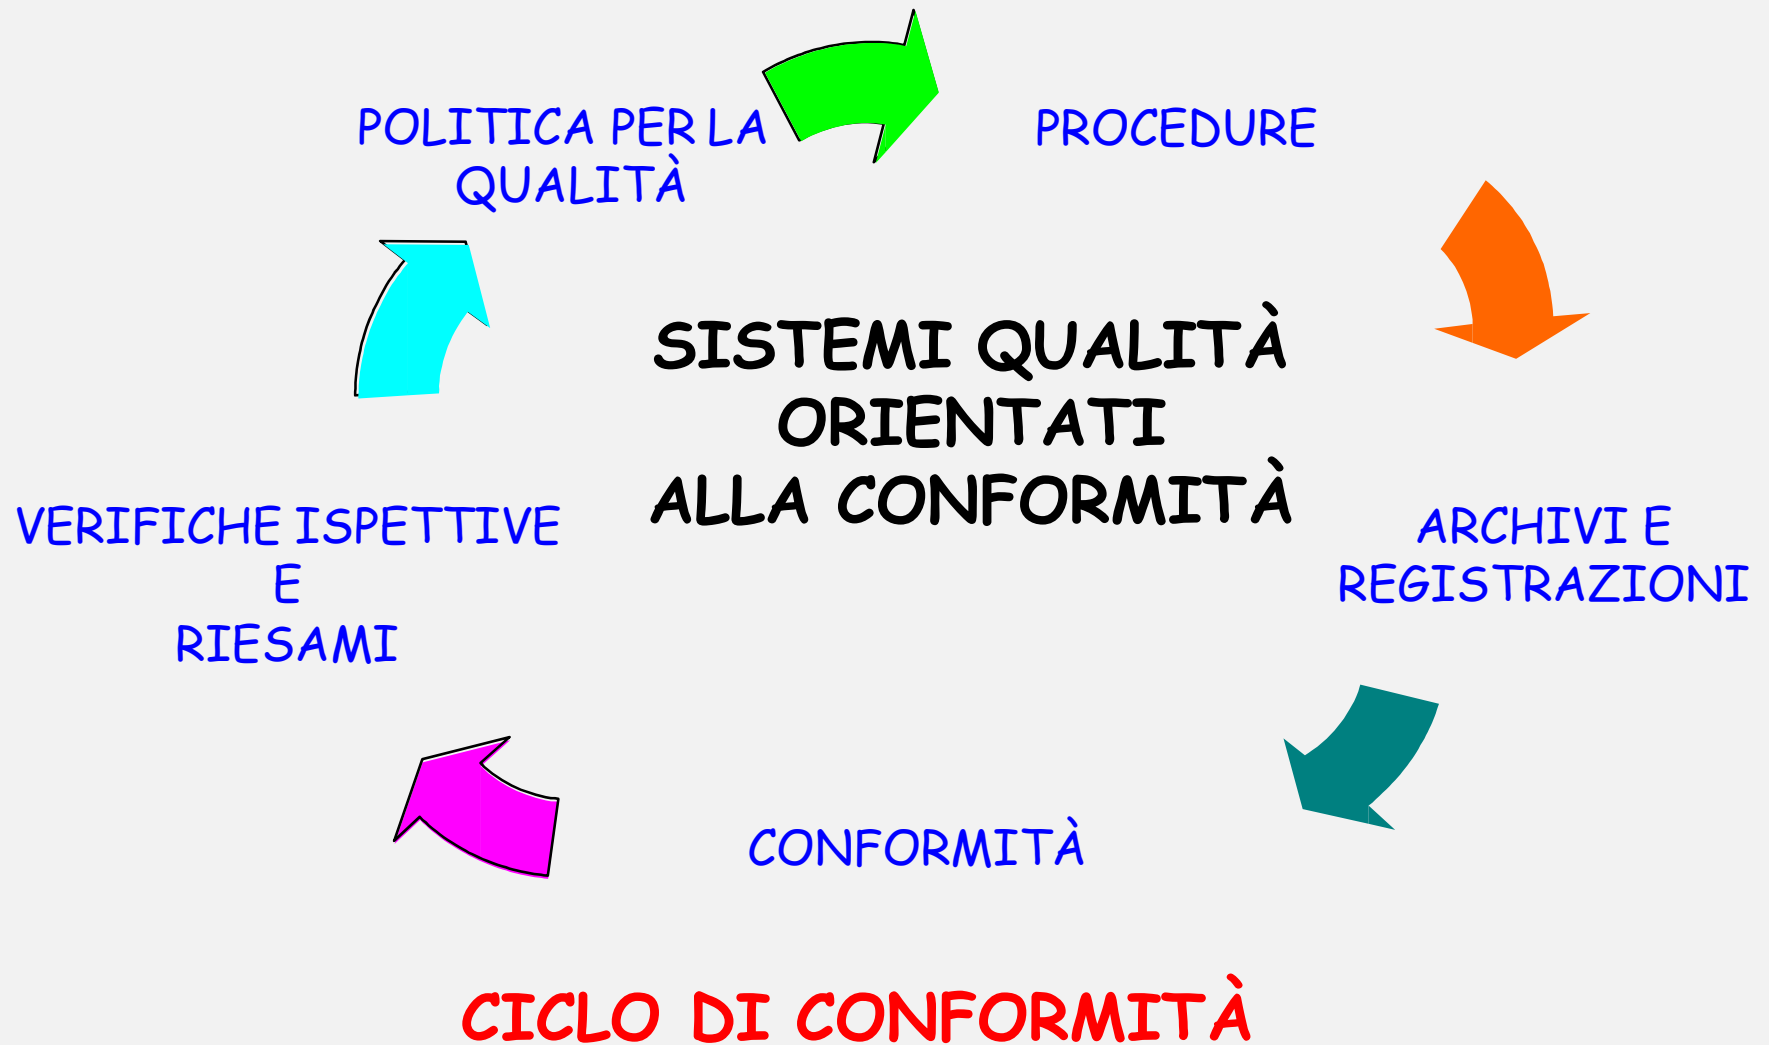 POLITICA PER LA
QUALITÀ
PROCEDURE
SISTEMI QUALITÀ
ORIENTATI
ALLA CONFORMITÀ
VERIFICHE ISPETTIVE
E
RIESAMI
ARCHIVI E
REGISTRAZIONI
CONFORMITÀ
CICLO DI CONFORMITÀ